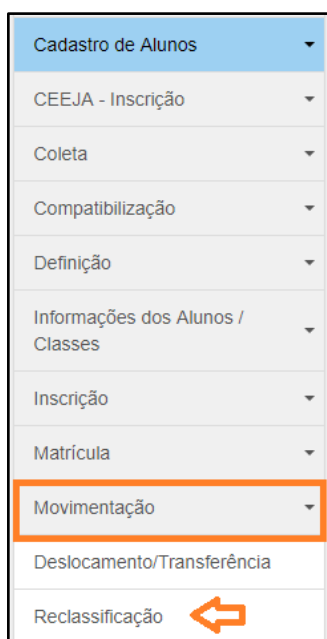 Cadastro de Alunos
CEEJA - Inscrição
Coleta
Compatibilização
Definição
Informações dos Alunos /
Classes
Inscrição
Matrícula
Movimentação
Deslocamento/Transferência
Reclassificação